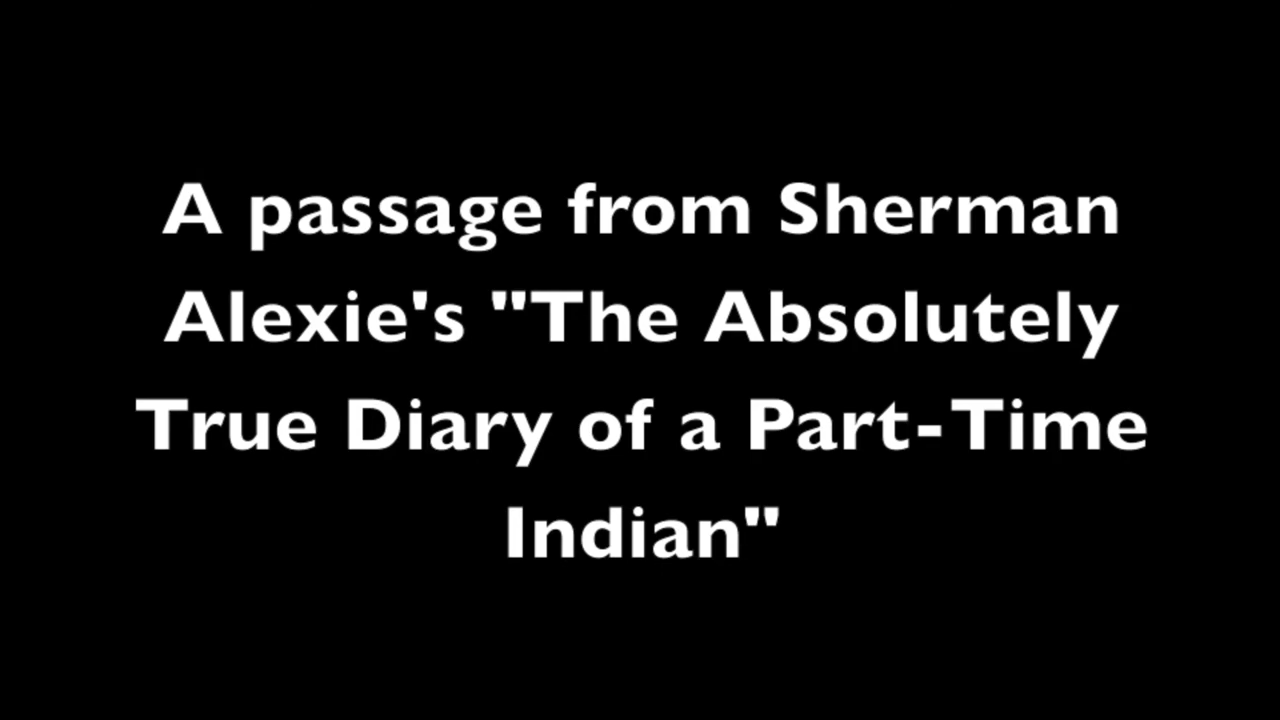 A passage from Sherman
Alexie's "The Absolutely
True Diary of a Part-Time
Indian"